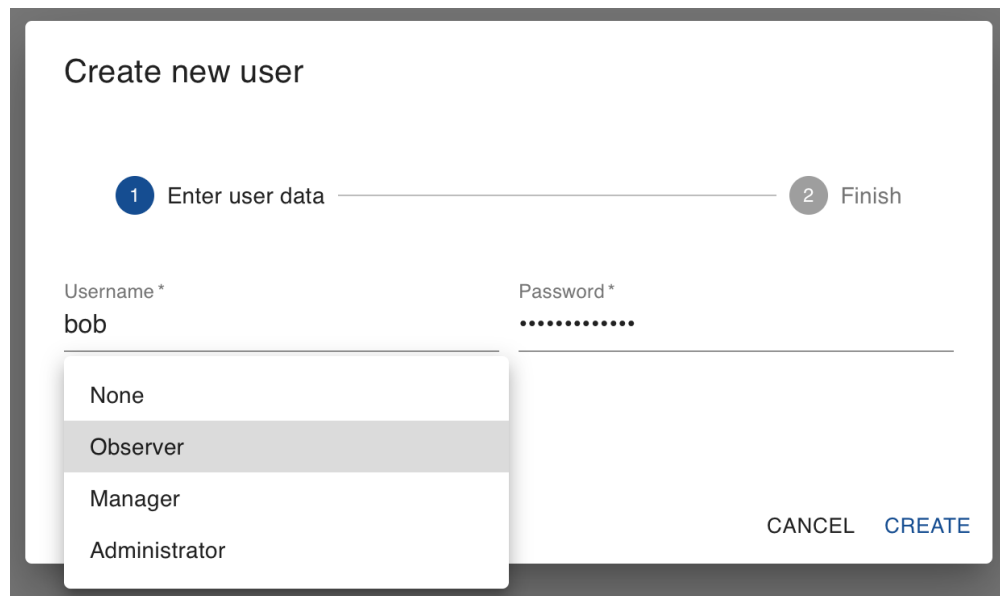 Create new user
1 Enter user data 2 Finish
Username * Password *
bob •••••••••••••
None
Observer
Manager
Administrator
CANCEL CREATE